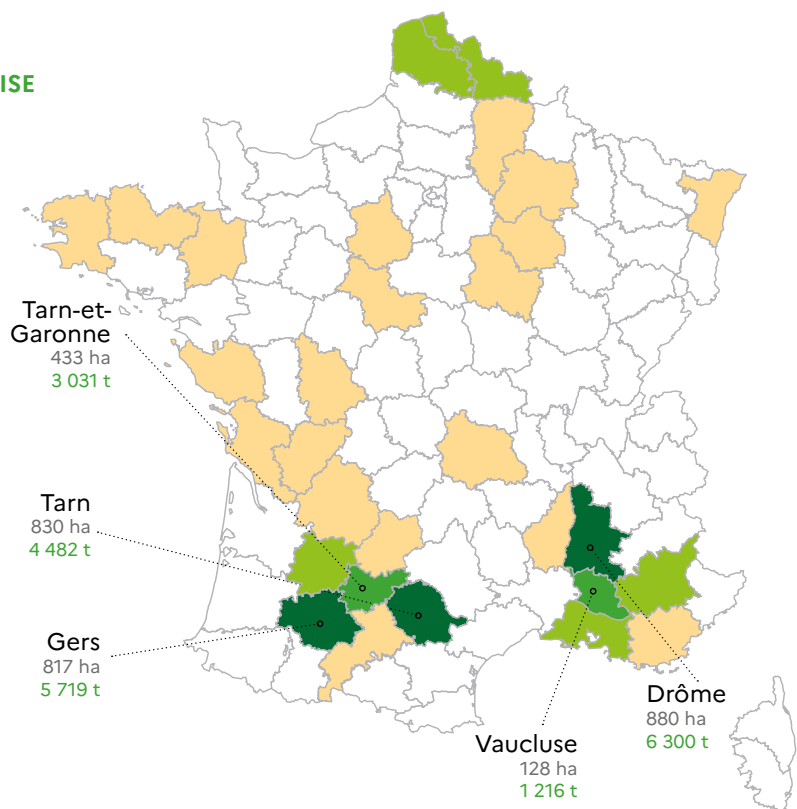 ISE
Tarn-et-
Garonne
433 ha
3 031 t
Tarn
830 ha
4 482 t
Gers
817 ha
5 719 t
Drôme
880 ha
6 300 t
Vaucluse
128 ha
1 216 t